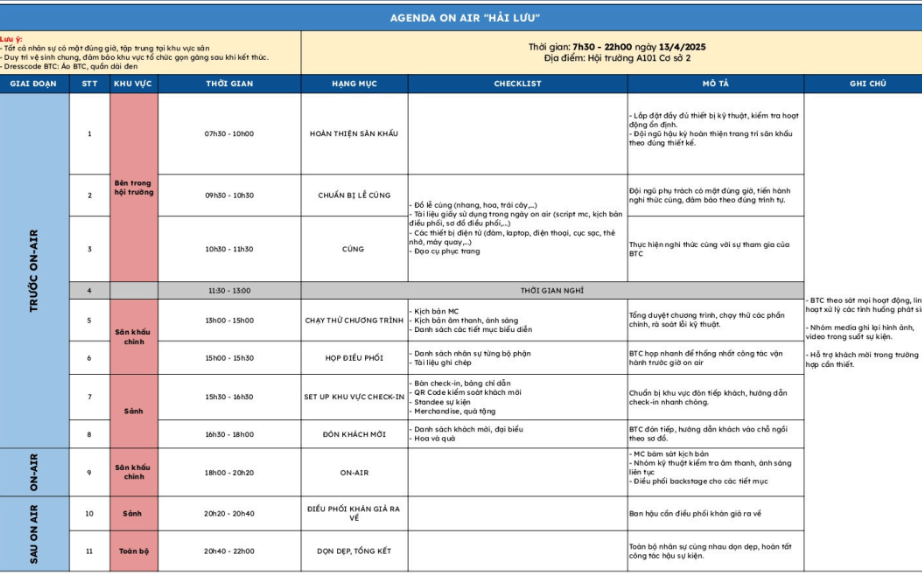 AGENDA ON AIR "HẢI LƯU"
Lưu ý:
- Tất cả nhân sự có mặt đúng giờ, tập trung tại khu vực sân
- Duy trì vệ sinh chung, đảm bảo khu vực tổ chức gọn gàng sau khi kết thúc.
- Dresscode BTC: Áo BTC, quần dài đen
Thời gian: 7h30 - 22h00 ngày 13/4/2025
Địa điểm: Hội trường A101 Cơ sở 2
GIAI ĐOẠN STT KHU VỰC THỜI GIAN HẠNG MỤC CHECKLIST MÔ TẢ GHI CHÚ
TRƯỚC ON-AIR
Bên trong
hội trường
1 07h30 - 10h00 HOÀN THIỆN SÂN KHẤU
- Lắp đặt đầy đủ thiết bị kỹ thuật, kiểm tra hoạt
động ổn định.
- Đội ngũ hậu kỳ hoàn thiện trang trí sân khấu
theo đúng thiết kế.
2 09h30 - 10h30 CHUẨN BỊ LỄ CÚNG
- Đồ lễ cúng (nhang, hoa, trái cây,...)
- Tài liệu giấy sử dụng trong ngày on air (script mc, kịch bản
điều phối, sơ đồ điều phối,...)
- Các thiết bị điện tử (đàm, laptop, điện thoại, cục sạc, thẻ
nhớ, máy quay,...)
- Đạo cụ phục trang
Đội ngũ phụ trách có mặt đúng giờ, tiến hành
nghi thức cúng, đảm bảo theo đúng trình tự.
3 10h30 - 11h30 CÚNG
Thực hiện nghi thức cúng với sự tham gia của
BTC
4 11:30 - 13:00 THỜI GIAN NGHỈ
Sân khấu
chính
5 13h00 - 15h00 CHẠY THỬ CHƯƠNG TRÌNH
- Kịch bản MC
- Kịch bản âm thanh, ánh sáng
- Danh sách các tiết mục biểu diễn
Tổng duyệt chương trình, chạy thử các phần
chính, rà soát lỗi kỹ thuật.
6 15h00 - 15h30 HỌP ĐIỀU PHỐI
- Danh sách nhân sự từng bộ phận
- Tài liệu ghi chép
BTC họp nhanh để thống nhất công tác vận
hành trước giờ on air
Sảnh
7 15h30 - 16h30 SET UP KHU VỰC CHECK-IN
- Bàn check-in, bảng chỉ dẫn
- QR Code kiểm soát khách mời
- Standee sự kiện
- Merchandise, quà tặng
Chuẩn bị khu vực đón tiếp khách, hướng dẫn
check-in nhanh chóng.
8 16h30 - 18h00 ĐÓN KHÁCH MỜI
- Danh sách khách mời, đại biểu
- Hoa và quà
BTC đón tiếp, hướng dẫn khách vào chỗ ngồi
theo sơ đồ.
ON-AIR
Sân khấu
chính
9 18h00 - 20h20 ON-AIR
- MC bám sát kịch bản
- Nhóm kỹ thuật kiểm tra âm thanh, ánh sáng
liên tục
- Điều phối backstage cho các tiết mục
SAU ON AIR
10 Sảnh 20h20 - 20h40 ĐIỀU PHỐI KHÁN GIẢ RA
VỀ
Ban hậu cần điều phối khán giả ra về
11 Toàn bộ 20h40 - 22h00 DỌN DẸP, TỔNG KẾT
Toàn bộ nhân sự cùng nhau dọn dẹp, hoàn tất
công tác hậu sự kiện.
- BTC theo sát mọi hoạt động, lin
hoạt xử lý các tình huống phát si
- Nhóm media ghi lại hình ảnh,
video trong suốt sự kiện.
- Hỗ trợ khách mời trong trường
hợp cần thiết.